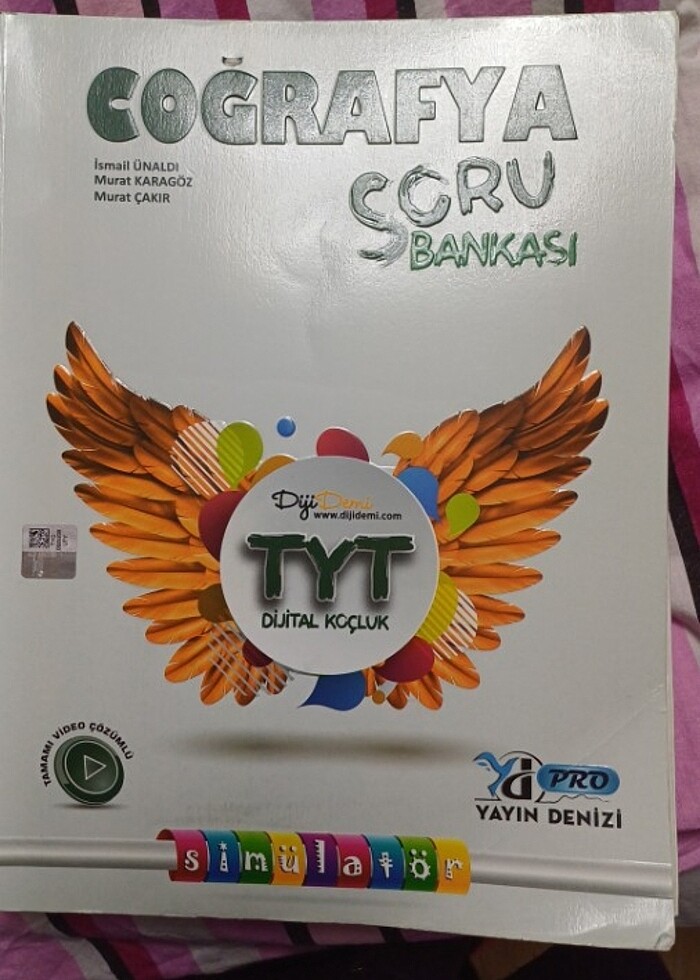 COĞRAFYA
İsmail ÜNALDI
Murat KARAGÖZ
Murat ÇAKIR
SORU
BANKASI
DijiDemi
www.dijidemi.com
TYT
DİJİTAL KOÇLUK
TAMAMI VİDEO ÇÖZÜMLÜ
yd PRO
YAYIN DENİZİ
simülatör